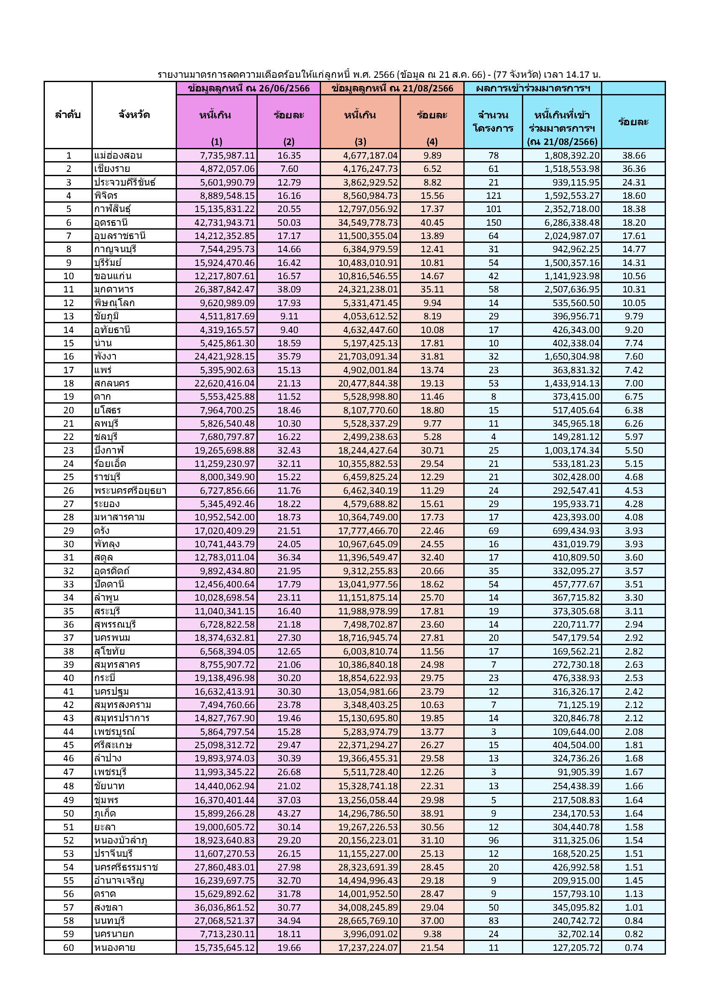 รายงานมาตรการลดความเดือดร้อนให้แก่ลูกหนี้ พ.ศ. 2566 (ข้อมูล ณ 21 ส.ค. 66) - (77 จังหวัด) เวลา 14.17 น.
ข้อมูลลูกหนี้ ณ 26/06/2566 ข้อมูลลูกหนี้ ณ 21/08/2566 ผลการเข้าร่วมมาตรการฯ
ลำดับ จังหวัด หนี้เกิน ร้อยละ หนี้เกิน ร้อยละ จำนวน หนี้เกินที่เข้า ร้อยละ
โครงการ ร่วมมาตรการฯ
(1) (2) (3) (4) (ณ 21/08/2566)
1 แม่ฮ่องสอน 7,735,987.11 16.35 4,677,187.04 9.89 78 1,808,392.20 38.66
2 เชียงราย 4,872,057.06 7.60 4,176,247.73 6.52 61 1,518,553.98 36.36
3 ประจวบคีรีขันธ์ 5,601,990.79 12.79 3,862,929.52 8.82 21 939,115.95 24.31
4 พิจิตร 8,889,548.15 16.16 8,560,984.73 15.56 121 1,592,553.27 18.60
5 กาฬสินธุ์ 15,135,831.22 20.55 12,797,056.92 17.37 101 2,352,718.00 18.38
6 อุดรธานี 42,731,943.71 50.03 34,549,778.73 40.45 150 6,286,338.48 18.20
7 อุบลราชธานี 14,212,352.85 17.17 11,500,355.04 13.89 64 2,024,987.07 17.61
8 กาญจนบุรี 7,544,295.73 14.66 6,384,979.59 12.41 31 942,962.25 14.77
9 บุรีรัมย์ 15,924,470.46 16.42 10,483,010.91 10.81 54 1,500,357.16 14.31
10 ขอนแก่น 12,217,807.61 16.57 10,816,546.55 14.67 42 1,141,923.98 10.56
11 มุกดาหาร 26,387,842.47 38.09 24,321,238.01 35.11 58 2,507,636.95 10.31
12 พิษณุโลก 9,620,989.09 17.93 5,331,471.45 9.94 14 535,560.50 10.05
13 ชัยภูมิ 4,511,817.69 9.11 4,053,612.52 8.19 29 396,956.71 9.79
14 อุทัยธานี 4,319,165.57 9.40 4,632,447.60 10.08 17 426,343.00 9.20
15 น่าน 5,425,861.30 18.59 5,197,425.13 17.81 10 402,338.04 7.74
16 พังงา 24,421,928.15 35.79 21,703,091.34 31.81 32 1,650,304.98 7.60
17 แพร่ 5,395,902.63 15.13 4,902,001.84 13.74 23 363,831.32 7.42
18 สกลนคร 22,620,416.04 21.13 20,477,844.38 19.13 53 1,433,914.13 7.00
19 ตาก 5,553,425.88 11.52 5,528,998.80 11.46 8 373,415.00 6.75
20 ยโสธร 7,964,700.25 18.46 8,107,770.60 18.80 15 517,405.64 6.38
21 ลพบุรี 5,826,540.48 10.30 5,528,337.29 9.77 11 345,965.18 6.26
22 ชลบุรี 7,680,797.87 16.22 2,499,238.63 5.28 4 149,281.12 5.97
23 บึงกาฬ 19,265,698.88 32.43 18,244,427.64 30.71 25 1,003,174.34 5.50
24 ร้อยเอ็ด 11,259,230.97 32.11 10,355,882.53 29.54 21 533,181.23 5.15
25 ราชบุรี 8,000,349.90 15.22 6,459,825.24 12.29 21 302,428.00 4.68
26 พระนครศรีอยุธยา 6,727,856.66 11.76 6,462,340.19 11.29 24 292,547.41 4.53
27 ระยอง 5,345,492.46 18.22 4,579,688.82 15.61 29 195,933.71 4.28
28 มหาสารคาม 10,952,542.00 18.73 10,364,749.00 17.73 17 423,393.00 4.08
29 ตรัง 17,020,409.29 21.51 17,777,466.70 22.46 69 699,434.93 3.93
30 พัทลุง 10,741,443.79 24.05 10,967,645.09 24.55 16 431,019.79 3.93
31 สตูล 12,783,011.04 36.34 11,396,549.47 32.40 17 410,809.50 3.60
32 อุตรดิตถ์ 9,892,434.80 21.95 9,312,255.83 20.66 35 332,095.27 3.57
33 ปัตตานี 12,456,400.64 17.79 13,041,977.56 18.62 54 457,777.67 3.51
34 ลำพูน 10,028,698.54 23.11 11,151,875.14 25.70 14 367,715.82 3.30
35 สระบุรี 11,040,341.15 16.40 11,988,978.99 17.81 19 373,305.68 3.11
36 สุพรรณบุรี 6,728,822.58 21.18 7,498,702.87 23.60 14 220,711.77 2.94
37 นครพนม 18,374,632.81 27.30 18,716,945.74 27.81 20 547,179.54 2.92
38 สุโขทัย 6,568,394.05 12.65 6,003,810.74 11.56 17 169,562.21 2.82
39 สมุทรสาคร 8,755,907.72 21.06 10,386,840.18 24.98 7 272,730.18 2.63
40 กระบี่ 19,138,496.98 30.20 18,854,622.93 29.75 23 476,338.93 2.53
41 นครปฐม 16,632,413.91 30.30 13,054,981.66 23.79 12 316,326.17 2.42
42 สมุทรสงคราม 7,494,760.66 23.78 3,348,403.25 10.63 7 71,125.19 2.12
43 สมุทรปราการ 14,827,767.90 19.46 15,130,695.80 19.85 14 320,846.78 2.12
44 เพชรบูรณ์ 5,864,797.54 15.28 5,283,974.79 13.77 3 109,644.00 2.08
45 ศรีสะเกษ 25,098,312.72 29.47 22,371,294.27 26.27 15 404,504.00 1.81
46 ลำปาง 19,893,974.03 30.39 19,366,455.31 29.58 13 324,736.26 1.68
47 เพชรบุรี 11,993,345.22 26.68 5,511,728.40 12.26 3 91,905.39 1.67
48 ชัยนาท 14,440,062.94 21.02 15,328,741.18 22.31 13 254,438.39 1.66
49 ชุมพร 16,370,401.44 37.03 13,256,058.44 29.98 5 217,508.83 1.64
50 ภูเก็ต 15,899,266.28 43.27 14,296,786.50 38.91 9 234,170.53 1.64
51 ยะลา 19,000,605.72 30.14 19,267,226.53 30.56 12 304,440.78 1.58
52 หนองบัวลำภู 18,923,640.83 29.20 20,156,223.01 31.10 96 311,325.06 1.54
53 ปราจีนบุรี 11,607,270.53 26.15 11,155,227.00 25.13 12 168,520.25 1.51
54 นครศรีธรรมราช 27,860,483.01 27.98 28,323,691.39 28.45 20 426,992.58 1.51
55 อำนาจเจริญ 16,239,697.75 32.70 14,494,996.43 29.18 9 209,915.00 1.45
56 ตราด 15,629,892.62 31.78 14,001,952.50 28.47 9 157,793.10 1.13
57 สงขลา 36,036,861.52 30.77 34,008,245.89 29.04 50 345,095.82 1.01
58 นนทบุรี 27,068,521.37 34.94 28,665,769.10 37.00 83 240,742.72 0.84
59 นครนายก 7,713,230.11 18.11 3,996,091.02 9.38 24 32,702.14 0.82
60 หนองคาย 15,735,645.12 19.66 17,237,224.07 21.54 11 127,205.72 0.74